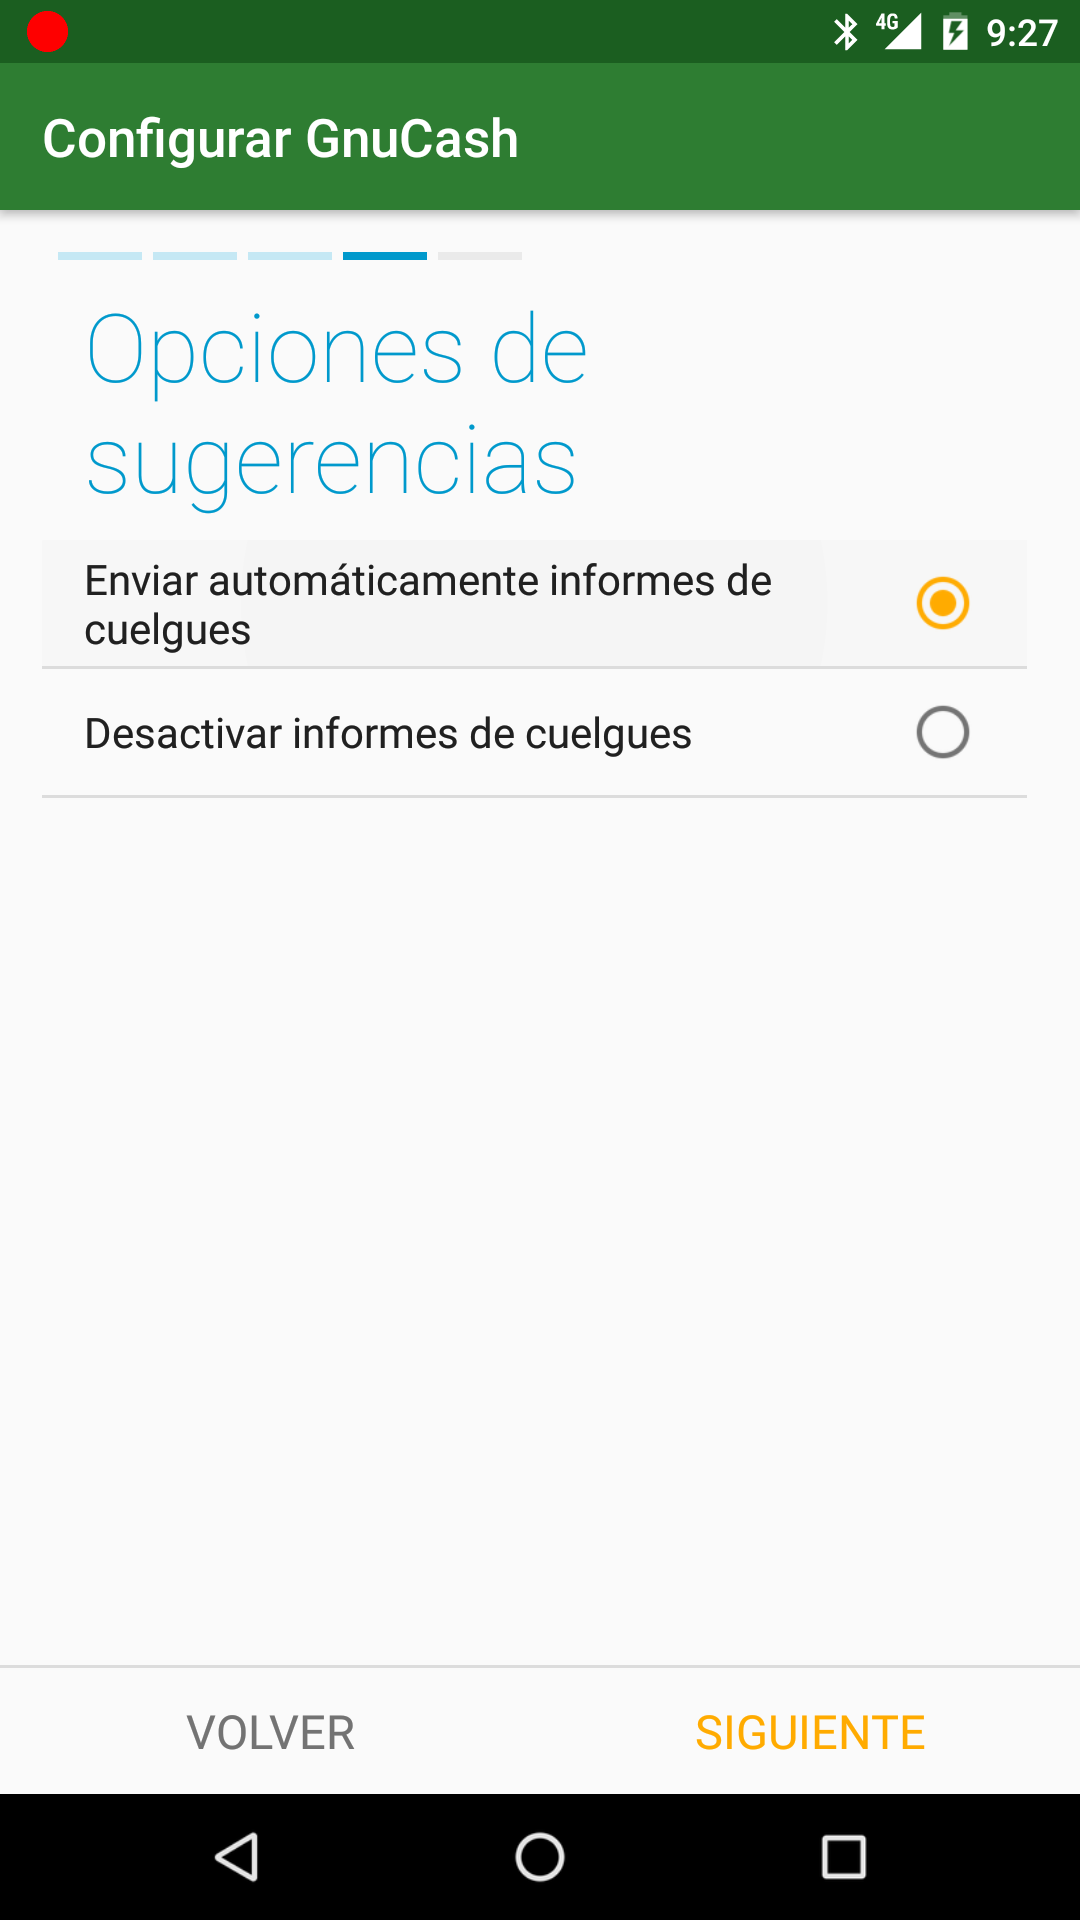 4G 9:27
Configurar GnuCash
Opciones de
sugerencias
Enviar automáticamente informes de
cuelgues
Desactivar informes de cuelgues
VOLVER SIGUIENTE